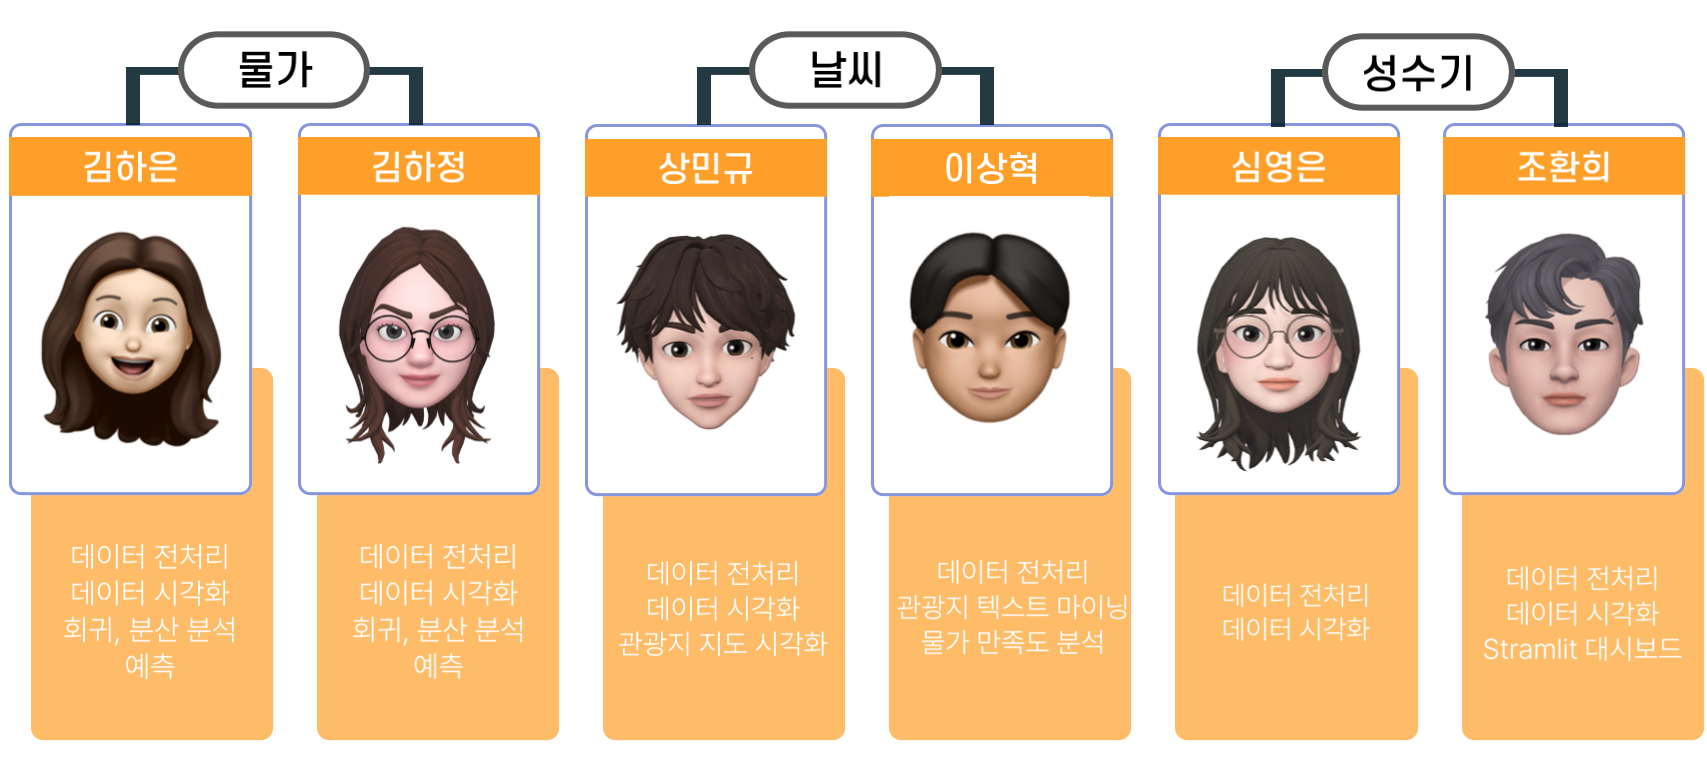 물가
날씨
성수기
김하은
김하정
상민규
이상혁
심영은
조환희
데이터 전처리
데이터 시각화
회귀, 분산 분석
예측
데이터 전처리
데이터 시각화
회귀, 분산 분석
예측
데이터 전처리
데이터 시각화
관광지 지도 시각화
데이터 전처리
관광지 텍스트 마이닝
물가 만족도 분석
데이터 전처리
데이터 시각화
데이터 전처리
데이터 시각화
Stramlit 대시보드